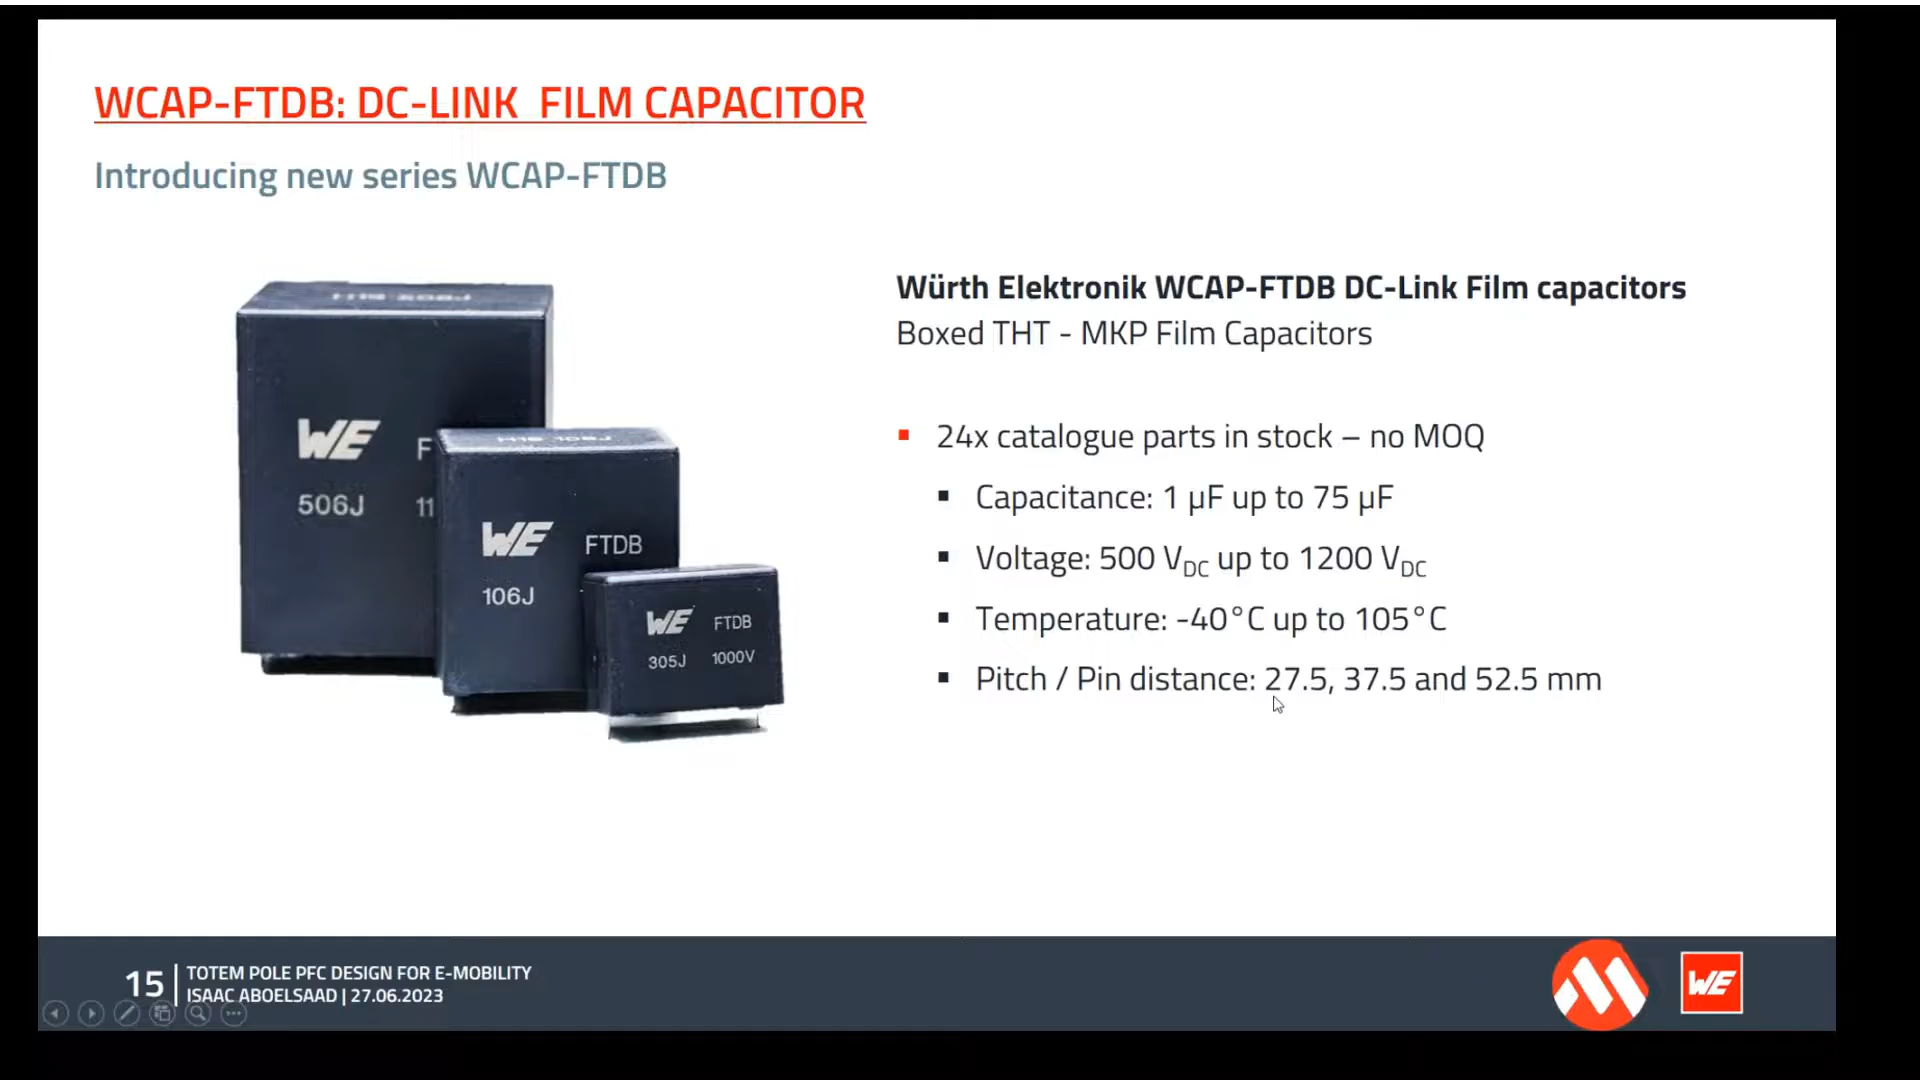 WCAP-FTDB: DC-LINK FILM CAPACITOR
Introducing new series WCAP-FTDB
WE F
506J 11
WE FTDB
106J
WE FTDB
305J 1000V
Würth Elektronik WCAP-FTDB DC-Link Film capacitors
Boxed THT - MKP Film Capacitors
24x catalogue parts in stock – no MOQ
Capacitance: 1 µF up to 75 µF
Voltage: 500 VDC up to 1200 VDC
Temperature: -40°C up to 105°C
Pitch / Pin distance: 27.5, 37.5 and 52.5 mm
15
TOTEM POLE PFC DESIGN FOR E-MOBILITY
ISAAC ABOELSAAD | 27.06.2023
WE